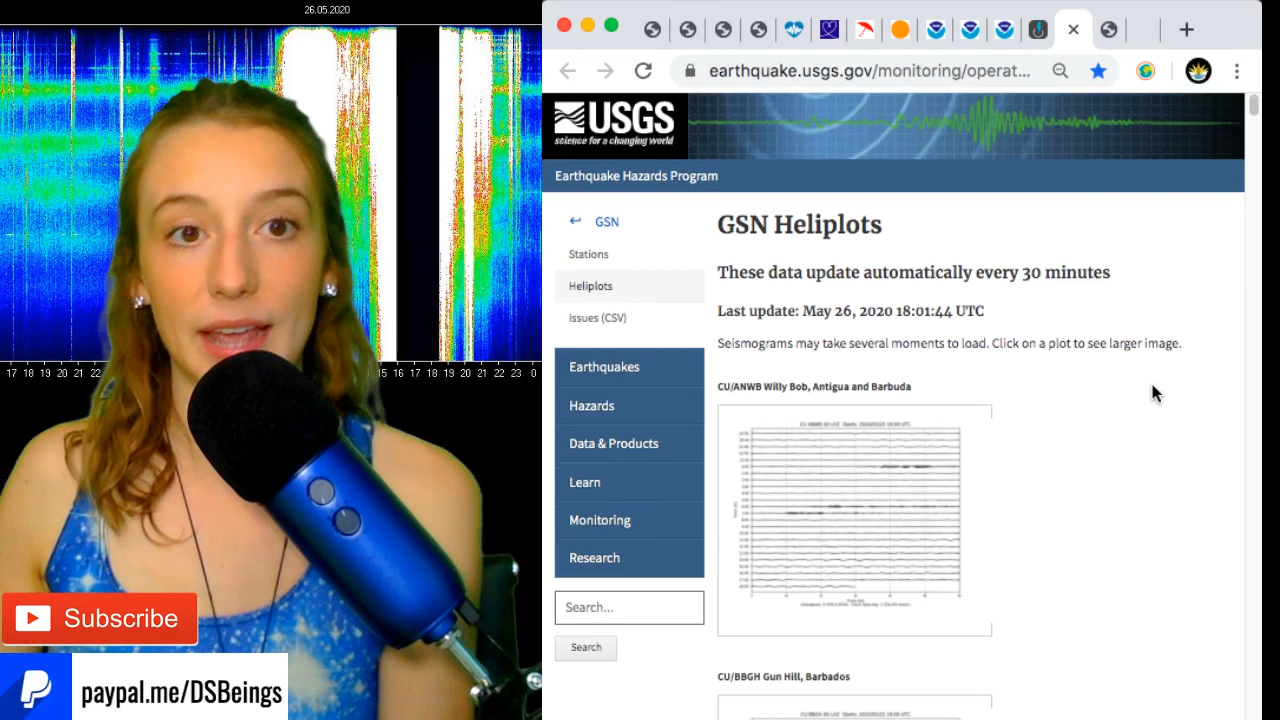 26.05.2020
17 18 19 20 21 22
15 16 17 18 19 20 21 22 23 0
Subscribe
paypal.me/DSBeings
earthquake.usgs.gov/monitoring/operat...
USGS
science for a changing world
Earthquake Hazards Program
GSN
Stations
Heliplots
Issues (CSV)
Earthquakes
Hazards
Data & Products
Learn
Monitoring
Research
Search...
Search
GSN Heliplots
These data update automatically every 30 minutes
Last update: May 26, 2020 18:01:44 UTC
Seismograms may take several moments to load. Click on a plot to see larger image.
CU/ANWB Willy Bob, Antigua and Barbuda
CU/BBGH Gun Hill, Barbados